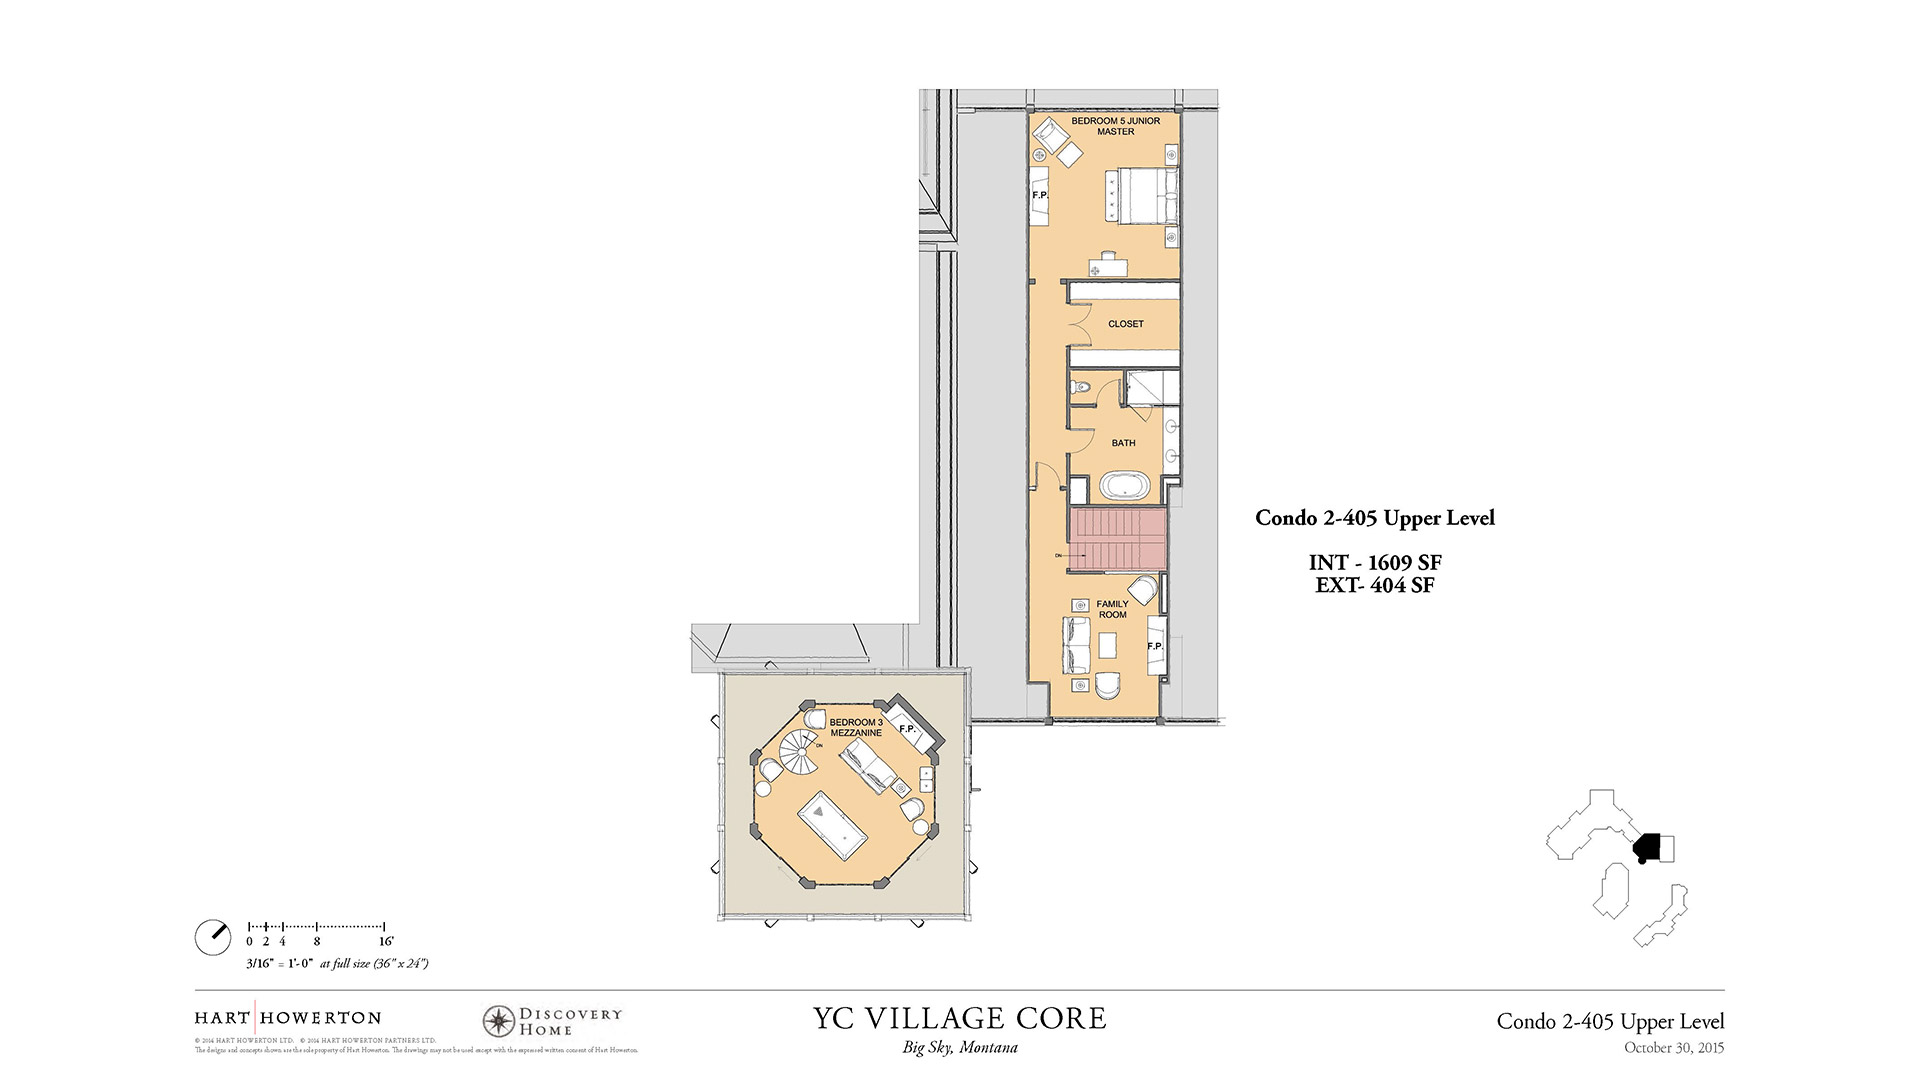 BEDROOM 5 JUNIOR
MASTER
F.P.
CLOSET
BATH
DN
FAMILY
ROOM
F.P.
BEDROOM 3
MEZZANINE
F.P.
DN
Condo 2-405 Upper Level
INT - 1609 SF
EXT- 404 SF
0 2 4 8 16'
3/16" = 1'-0" at full size (36" x 24")
HART HOWERTON
© 2014 HART HOWERTON LTD. © 2014 HART HOWERTON PARTNERS LTD.
The designs and concepts shown are the sole property of Hart Howerton. The drawings may not be used except with the expressed written consent of Hart Howerton.
DISCOVERY
HOME
YC VILLAGE CORE
Big Sky, Montana
Condo 2-405 Upper Level
October 30, 2015